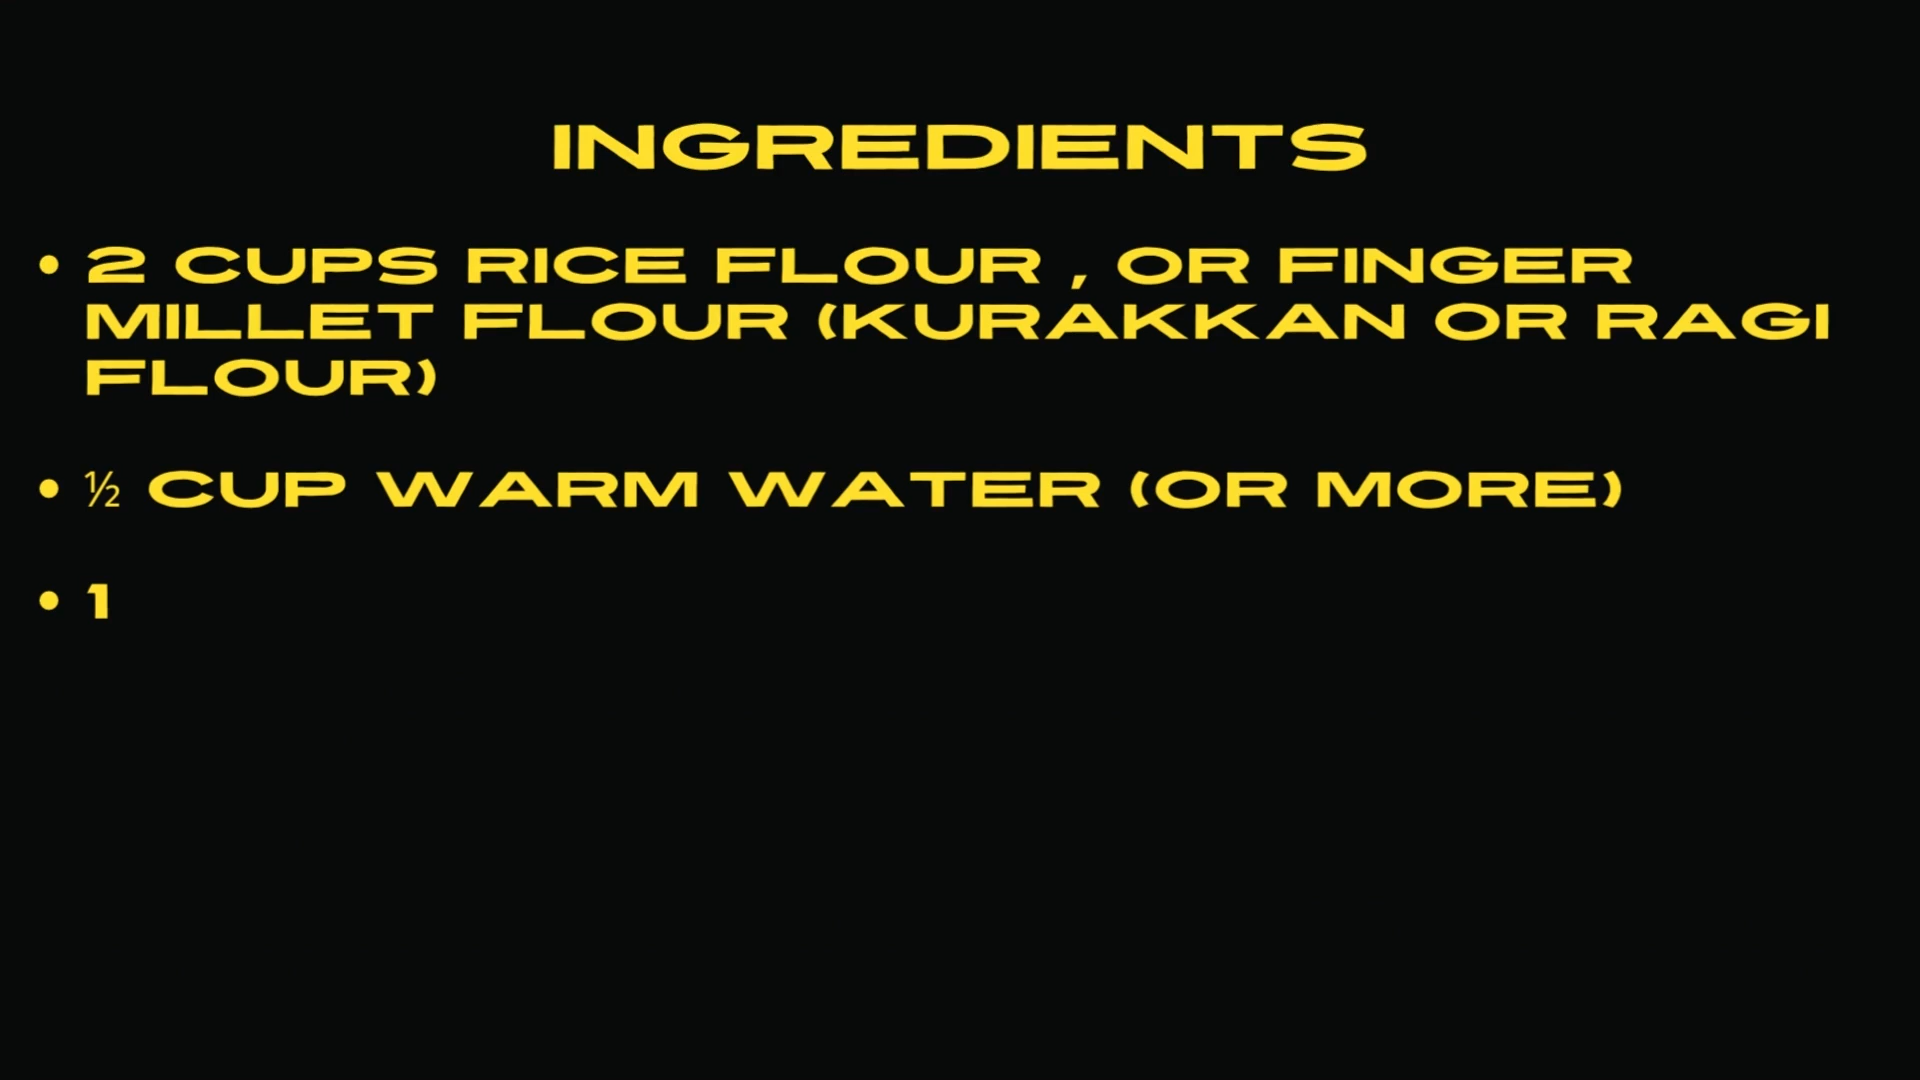 INGREDIENTS
• 2 CUPS RICE FLOUR , OR FINGER
MILLET FLOUR (KURAKKAN OR RAGI
FLOUR)
• ½ CUP WARM WATER (OR MORE)
• 1